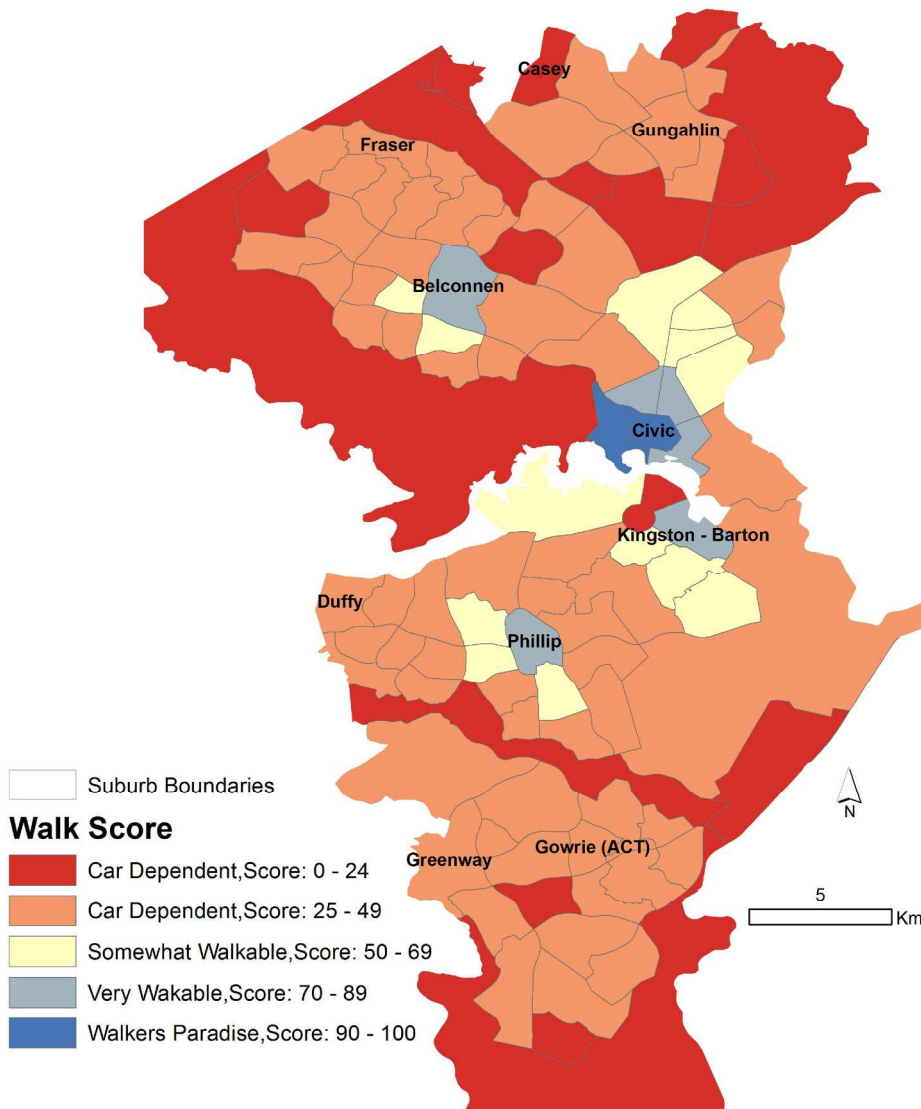 Casey
Gungahlin
Fraser
Belconnen
Civic
Kingston - Barton
Duffy
Phillip
Suburb Boundaries
Walk Score
Car Dependent,Score: 0 - 24
Car Dependent,Score: 25 - 49
Somewhat Walkable,Score: 50 - 69
Very Wakable,Score: 70 - 89
Walkers Paradise,Score: 90 - 100
Greenway
Gowrie (ACT)
N
5
Km